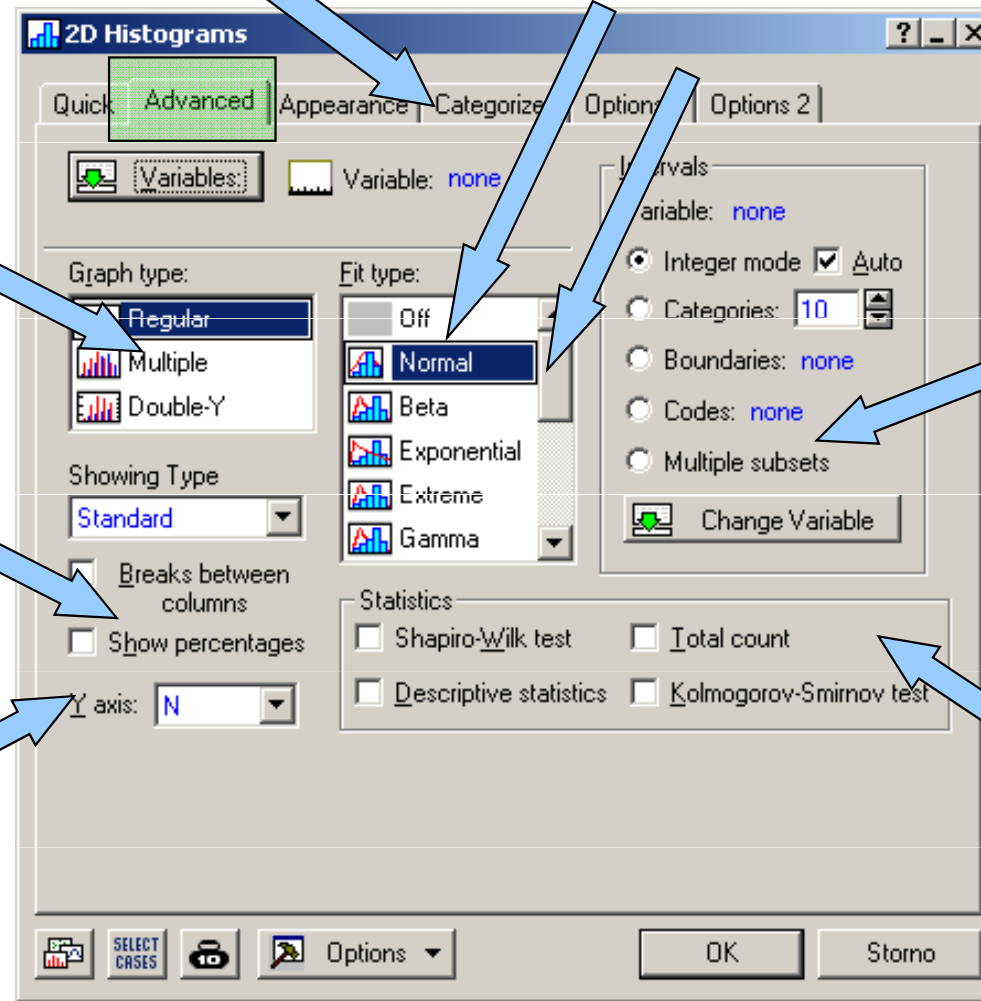 2D Histograms
Quick Advanced Appearance Categorize Option Options 2
Variables: Variable: none
Intervals
Variable: none
Integer mode Auto
Categories: 10
Boundaries: none
Codes: none
Multiple subsets
Change Variable
Graph type:
Regular
Multiple
Double-Y
Fit type:
Off
Normal
Beta
Exponential
Extreme
Gamma
Showing Type
Standard
Breaks between
columns
Show percentages
Y axis: N
Statistics
Shapiro-Wilk test Total count
Descriptive statistics Kolmogorov-Smirnov test
SELECT
CASES
10
Options
OK
Storno